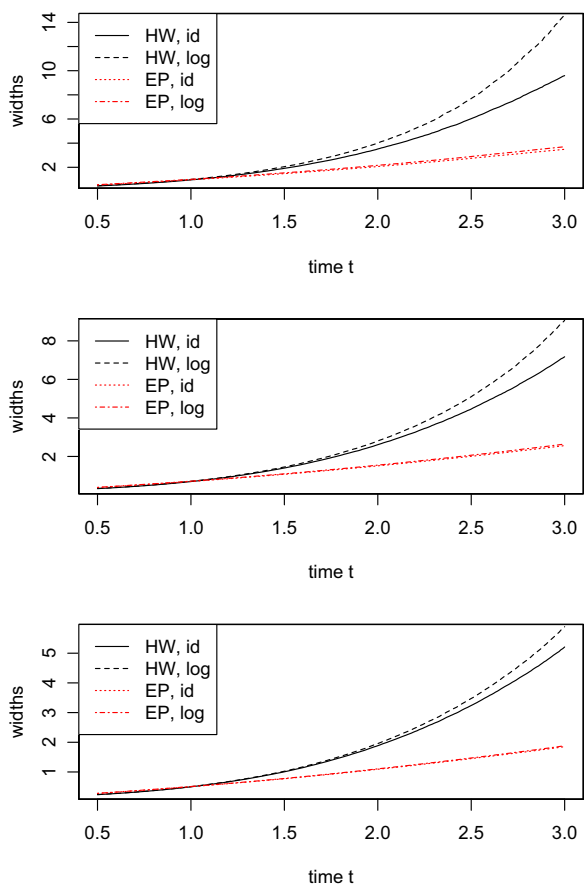 widths
14
10
6
2
HW, id
HW, log
EP, id
EP, log
0.5 1.0 1.5 2.0 2.5 3.0
time t
widths
8
6
4
2
HW, id
HW, log
EP, id
EP, log
0.5 1.0 1.5 2.0 2.5 3.0
time t
widths
5
4
3
2
1
HW, id
HW, log
EP, id
EP, log
0.5 1.0 1.5 2.0 2.5 3.0
time t